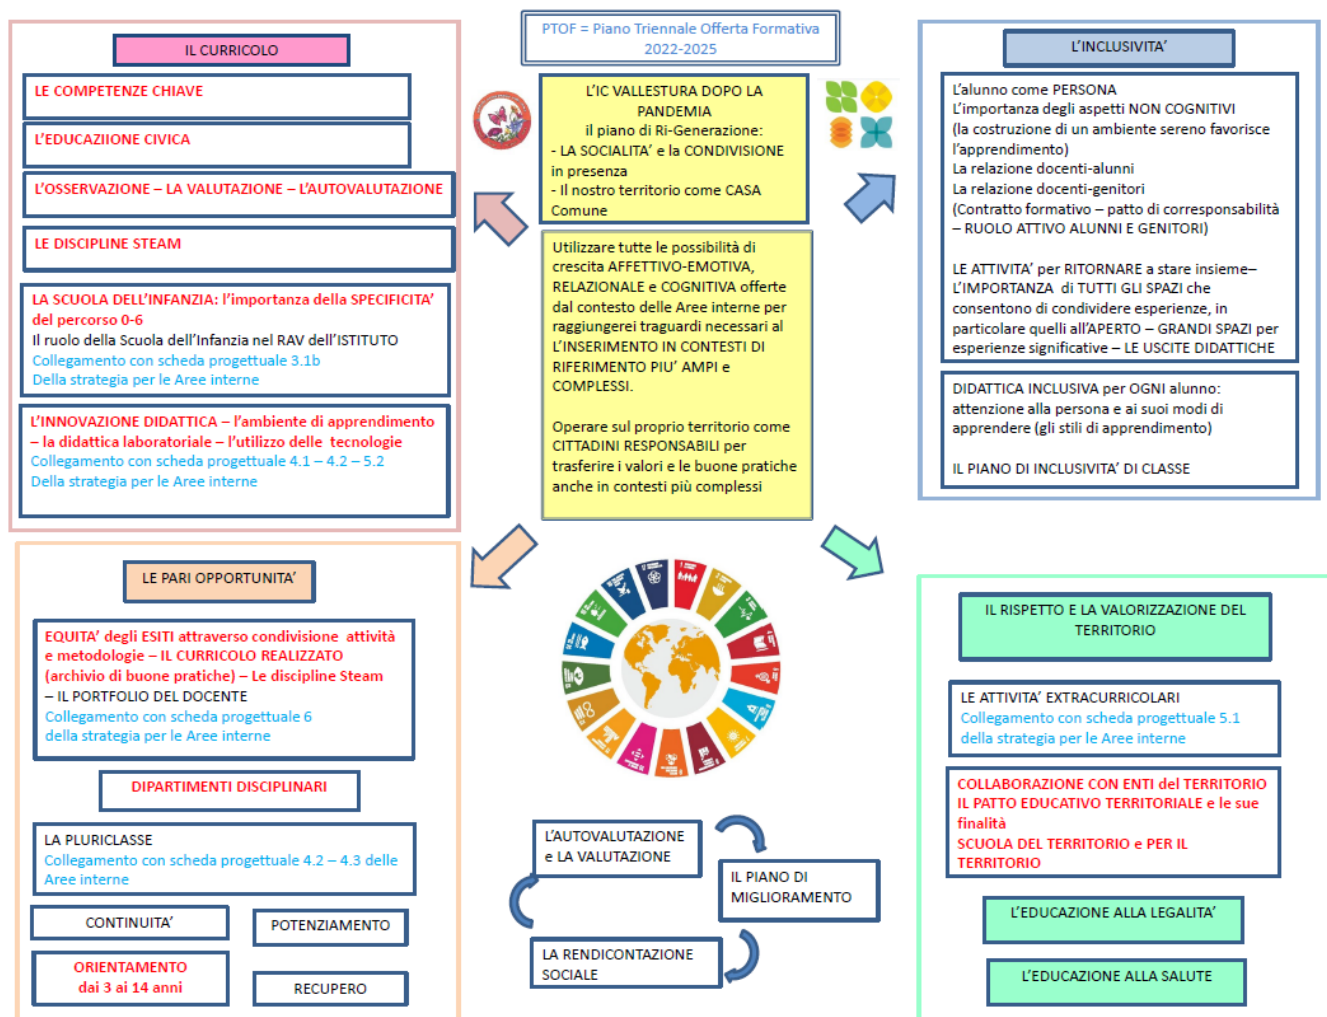 PTOF = Piano Triennale Offerta Formativa
2022-2025
IL CURRICOLO
LE COMPETENZE CHIAVE
L'EDUCAZIIONE CIVICA
L'OSSERVAZIONE – LA VALUTAZIONE – L'AUTOVALUTAZIONE
LE DISCIPLINE STEAM
LA SCUOLA DELL'INFANZIA: l'importanza della SPECIFICITA'
del percorso 0-6
Il ruolo della Scuola dell'Infanzia nel RAV dell'ISTITUTO
Collegamento con scheda progettuale 3.1b
Della strategia per le Aree interne
L'INNOVAZIONE DIDATTICA – l'ambiente di apprendimento
– la didattica laboratoriale – l'utilizzo delle tecnologie
Collegamento con scheda progettuale 4.1 – 4.2 – 5.2
Della strategia per le Aree interne
L'IC VALLESTURA DOPO LA
PANDEMIA
il piano di Ri-Generazione:
- LA SOCIALITA' e la CONDIVISIONE
in presenza
- Il nostro territorio come CASA
Comune
Utilizzare tutte le possibilità di
crescita AFFETTIVO-EMOTIVA,
RELAZIONALE e COGNITIVA offerte
dal contesto delle Aree interne per
raggiungerei traguardi necessari al
L'INSERIMENTO IN CONTESTI DI
RIFERIMENTO PIU' AMPI e
COMPLESSI.
Operare sul proprio territorio come
CITTADINI RESPONSABILI per
trasferire i valori e le buone pratiche
anche in contesti più complessi
L'INCLUSIVITA'
L'alunno come PERSONA
L'importanza degli aspetti NON COGNITIVI
(la costruzione di un ambiente sereno favorisce
l'apprendimento)
La relazione docenti-alunni
La relazione docenti-genitori
(Contratto formativo – patto di corresponsabilità
– RUOLO ATTIVO ALUNNI E GENITORI)
LE ATTIVITA' per RITORNARE a stare insieme–
L'IMPORTANZA di TUTTI GLI SPAZI che
consentono di condividere esperienze, in
particolare quelli all'APERTO – GRANDI SPAZI per
esperienze significative – LE USCITE DIDATTICHE
DIDATTICA INCLUSIVA per OGNI alunno:
attenzione alla persona e ai suoi modi di
apprendere (gli stili di apprendimento)
IL PIANO DI INCLUSIVITA' DI CLASSE
LE PARI OPPORTUNITA'
EQUITA' degli ESITI attraverso condivisione attività
e metodologie – IL CURRICOLO REALIZZATO
(archivio di buone pratiche) – Le discipline Steam
– IL PORTFOLIO DEL DOCENTE
Collegamento con scheda progettuale 6
della strategia per le Aree interne
DIPARTIMENTI DISCIPLINARI
LA PLURICLASSE
Collegamento con scheda progettuale 4.2 – 4.3 delle
Aree interne
CONTINUITA'
POTENZIAMENTO
ORIENTAMENTO
dai 3 ai 14 anni
RECUPERO
L'AUTOVALUTAZIONE
e LA VALUTAZIONE
IL PIANO DI
MIGLIORAMENTO
LA RENDICONTAZIONE
SOCIALE
IL RISPETTO E LA VALORIZZAZIONE DEL
TERRITORIO
LE ATTIVITA' EXTRACURRICOLARI
Collegamento con scheda progettuale 5.1
della strategia per le Aree interne
COLLABORAZIONE CON ENTI del TERRITORIO
IL PATTO EDUCATIVO TERRITORIALE e le sue
finalità
SCUOLA DEL TERRITORIO e PER IL
TERRITORIO
L'EDUCAZIONE ALLA LEGALITA'
L'EDUCAZIONE ALLA SALUTE